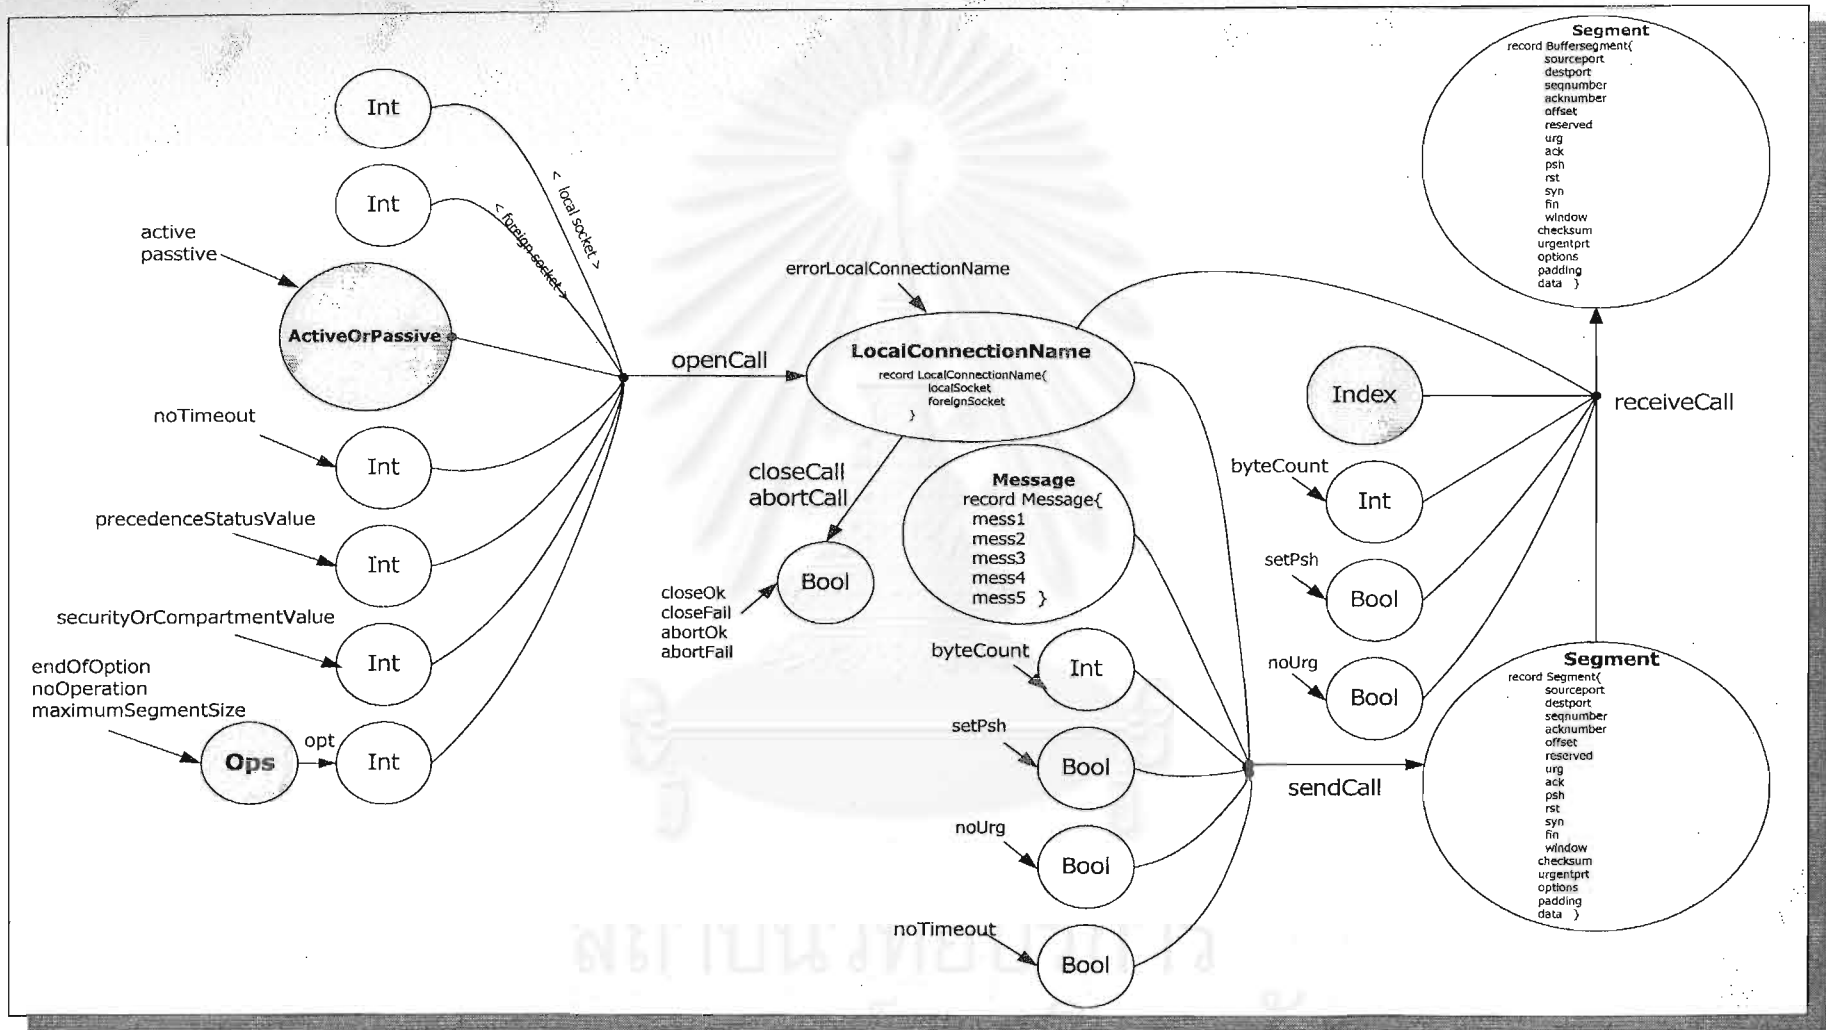 Int
Int
< local socket >
< foreign socket >
active
passtive
ActiveOrPassive
noTimeout
Int
precedenceStatusValue
Int
securityOrCompartmentValue
Int
endOfOption
noOperation
maximumSegmentSize
Ops
opt
Int
openCall
errorLocalConnectionName
LocalConnectionName
record LocalConnectionName{
localSocket
foreignSocket
}
closeCall
abortCall
Bool
closeOk
closeFail
abortOk
abortFail
Message
record Message{
mess1
mess2
mess3
mess4
mess5 }
byteCount
Int
setPsh
Bool
noUrg
Bool
noTimeout
Bool
sendCall
Segment
record Buffersegment{
sourceport
destport
seqnumber
acknumber
offset
reserved
urg
ack
psh
rst
syn
fin
window
checksum
urgentprt
options
padding
data }
Index
receiveCall
byteCount
Int
setPsh
Bool
noUrg
Bool
Segment
record Segment{
sourceport
destport
seqnumber
acknumber
offset
reserved
urg
ack
psh
rst
syn
fin
window
checksum
urgentprt
options
padding
data }